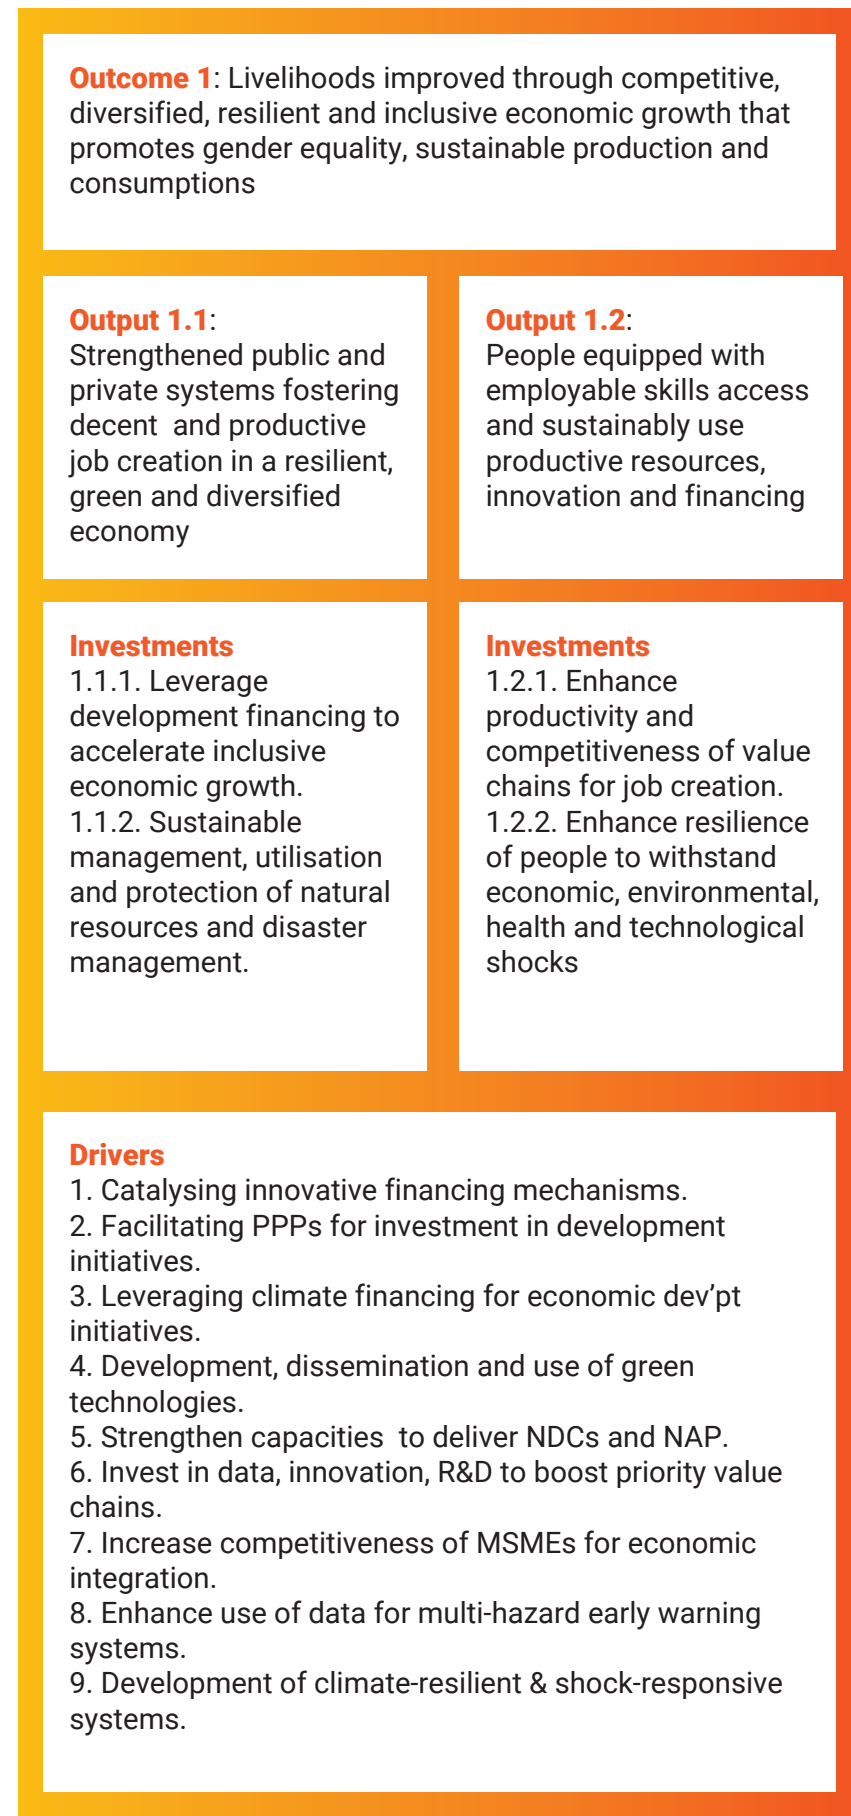 Outcome 1: Livelihoods improved through competitive,
diversified, resilient and inclusive economic growth that
promotes gender equality, sustainable production and
consumptions
Output 1.1:
Strengthened public and
private systems fostering
decent  and productive
job creation in a resilient,
green and diversified
economy
Output 1.2:
People equipped with
employable skills access
and sustainably use
productive resources,
innovation and financing
Investments
1.1.1. Leverage
development financing to
accelerate inclusive
economic growth.
1.1.2. Sustainable
management, utilisation
and protection of natural
resources and disaster
management.
Investments
1.2.1. Enhance
productivity and
competitiveness of value
chains for job creation.
1.2.2. Enhance resilience
of people to withstand
economic, environmental,
health and technological
shocks
Drivers
1. Catalysing innovative financing mechanisms.
2. Facilitating PPPs for investment in development
initiatives.
3. Leveraging climate financing for economic dev’pt
initiatives.
4. Development, dissemination and use of green
technologies.
5. Strengthen capacities  to deliver NDCs and NAP.
6. Invest in data, innovation, R&D to boost priority value
chains.
7. Increase competitiveness of MSMEs for economic
integration.
8. Enhance use of data for multi-hazard early warning
systems.
9. Development of climate-resilient & shock-responsive
systems.